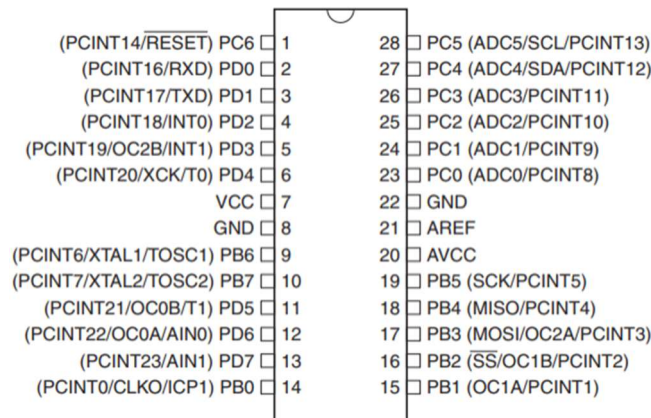 (PCINT14/RESET) PC6 1 28 PC5 (ADC5/SCL/PCINT13)
(PCINT16/RXD) PD0 2 27 PC4 (ADC4/SDA/PCINT12)
(PCINT17/TXD) PD1 3 26 PC3 (ADC3/PCINT11)
(PCINT18/INT0) PD2 4 25 PC2 (ADC2/PCINT10)
(PCINT19/OC2B/INT1) PD3 5 24 PC1 (ADC1/PCINT9)
(PCINT20/XCK/T0) PD4 6 23 PC0 (ADC0/PCINT8)
VCC 7 22 GND
GND 8 21 AREF
(PCINT6/XTAL1/TOSC1) PB6 9 20 AVCC
(PCINT7/XTAL2/TOSC2) PB7 10 19 PB5 (SCK/PCINT5)
(PCINT21/OC0B/T1) PD5 11 18 PB4 (MISO/PCINT4)
(PCINT22/OC0A/AIN0) PD6 12 17 PB3 (MOSI/OC2A/PCINT3)
(PCINT23/AIN1) PD7 13 16 PB2 (SS/OC1B/PCINT2)
(PCINT0/CLKO/ICP1) PB0 14 15 PB1 (OC1A/PCINT1)